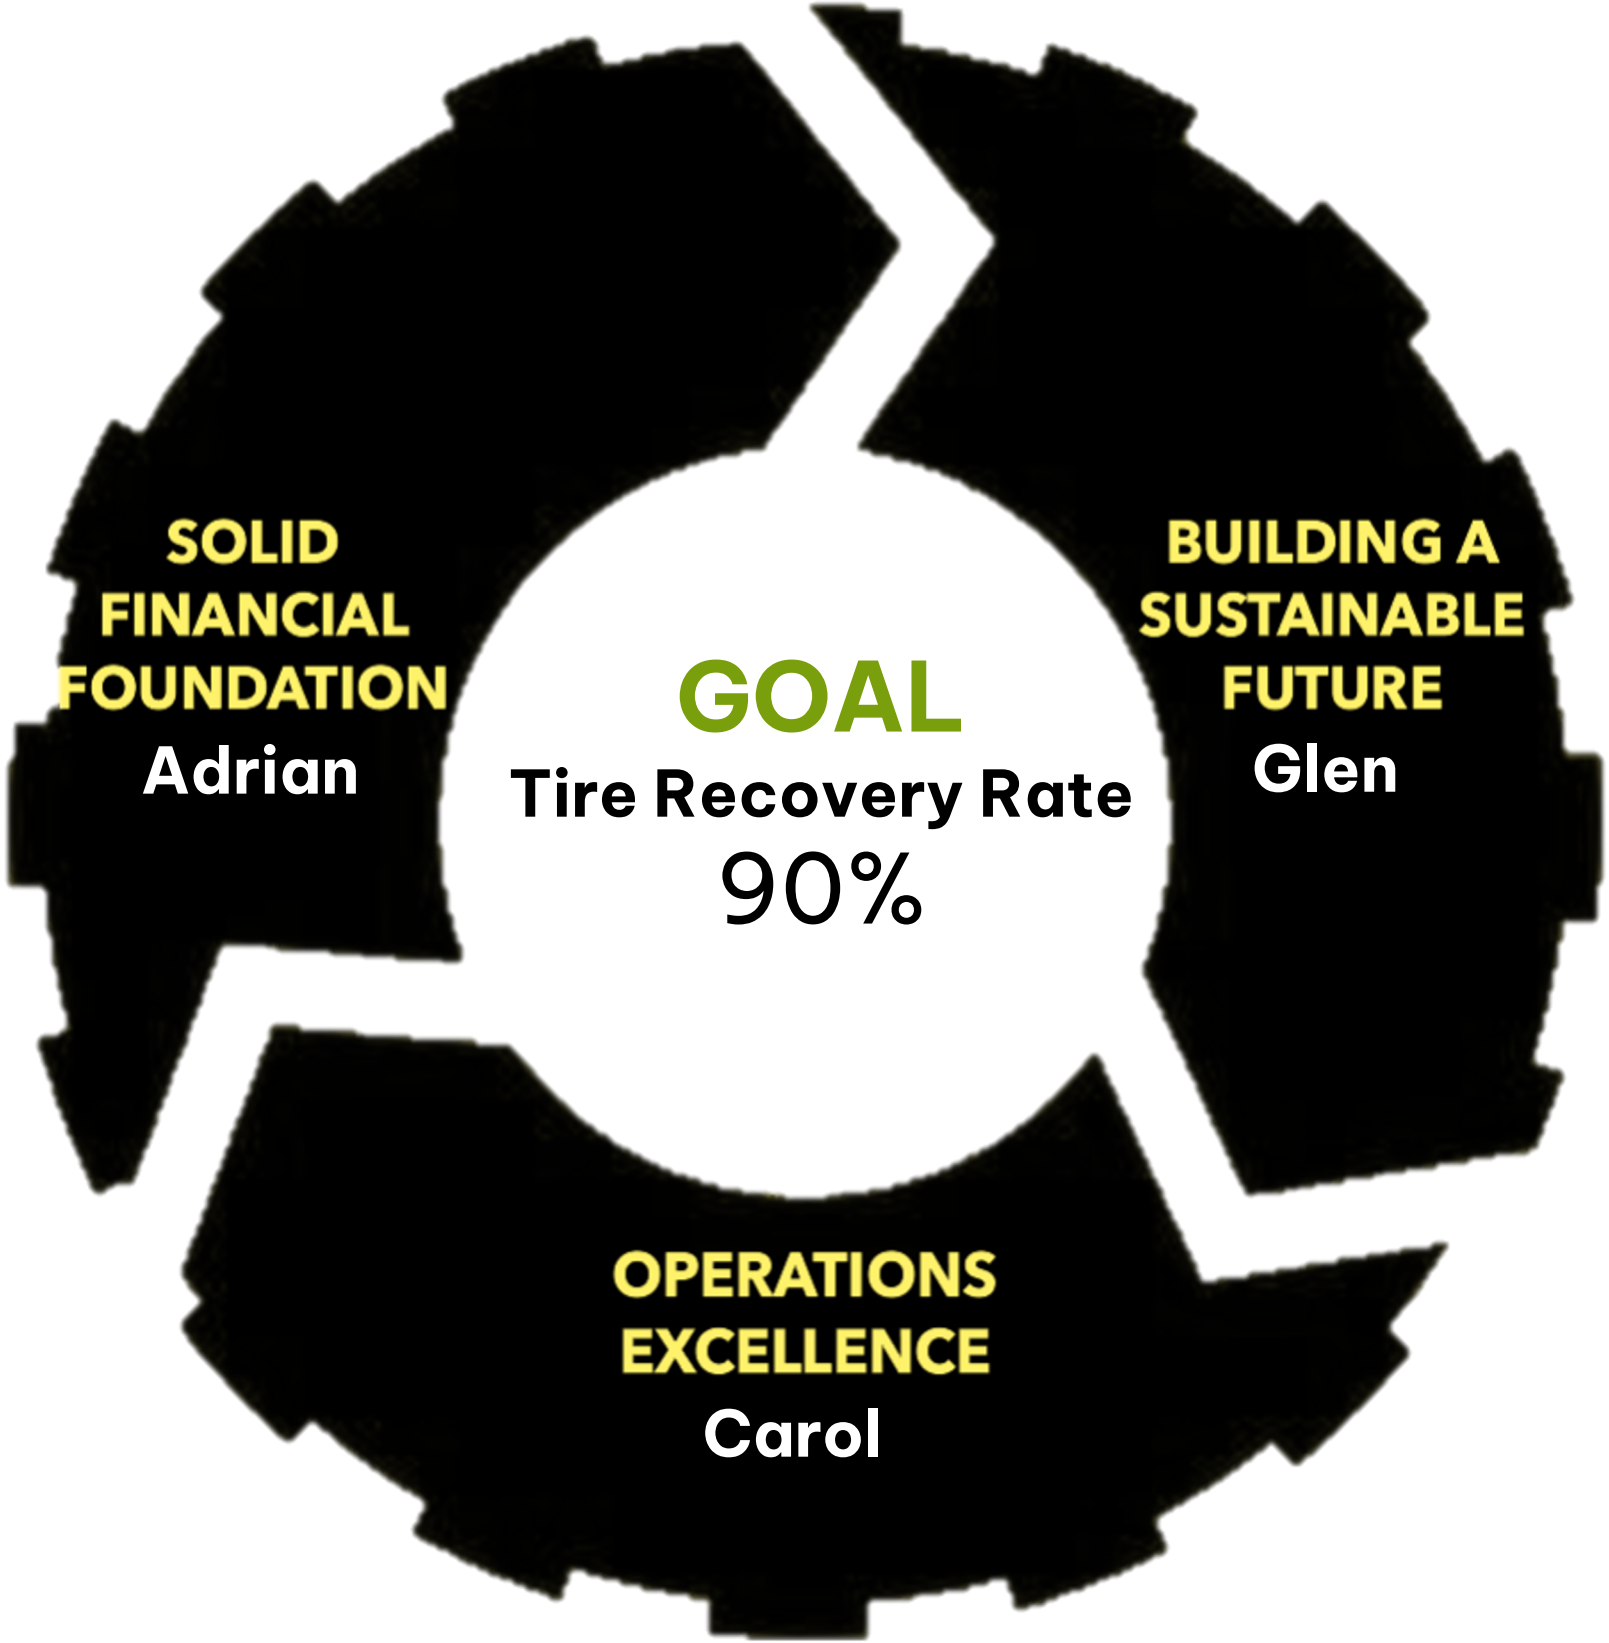 SOLID
FINANCIAL
FOUNDATION
Adrian
BUILDING A
SUSTAINABLE
FUTURE
Glen
GOAL
Tire Recovery Rate
90%
OPERATIONS
EXCELLENCE
Carol